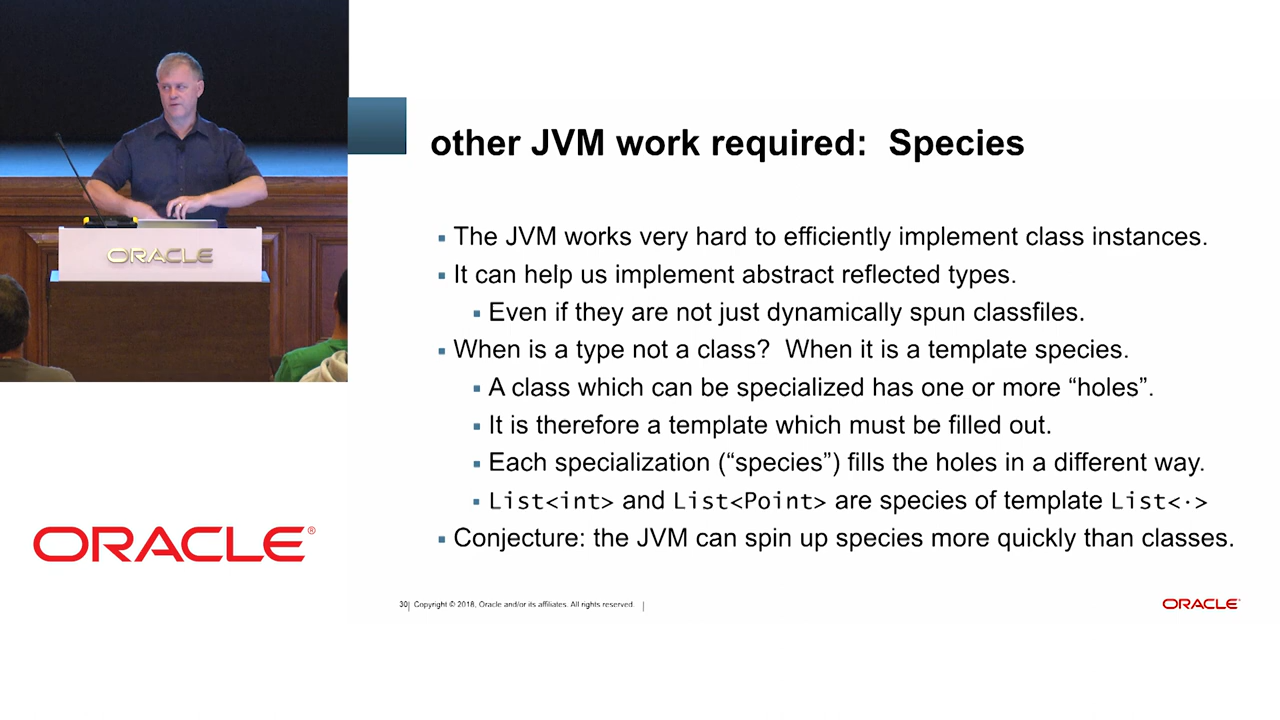 ORACLE
ORACLE®
other JVM work required: Species
▪ The JVM works very hard to efficiently implement class instances.
▪ It can help us implement abstract reflected types.
▪ Even if they are not just dynamically spun classfiles.
▪ When is a type not a class? When it is a template species.
▪ A class which can be specialized has one or more “holes”.
▪ It is therefore a template which must be filled out.
▪ Each specialization (“species”) fills the holes in a different way.
▪ List<int> and List<Point> are species of template List<·>
▪ Conjecture: the JVM can spin up species more quickly than classes.
30| Copyright © 2018, Oracle and/or its affiliates. All rights reserved. |
ORACLE®